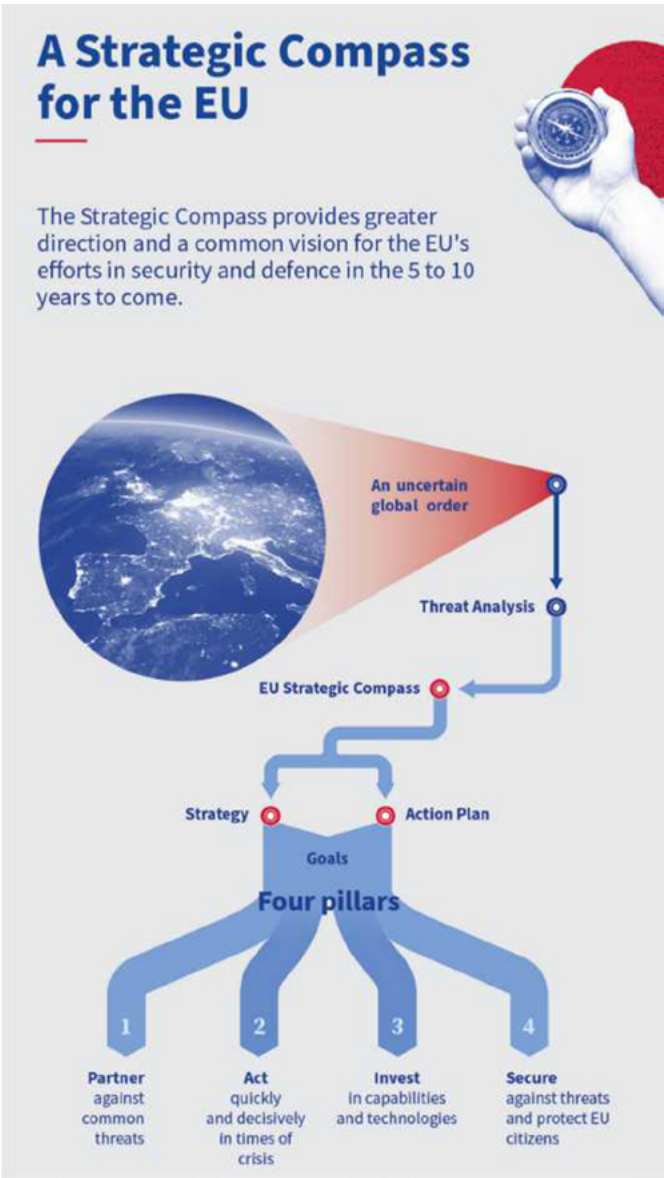 A Strategic Compass
for the EU
The Strategic Compass provides greater
direction and a common vision for the EU's
efforts in security and defence in the 5 to 10
years to come.
An uncertain
global order
Threat Analysis
EU Strategic Compass
Strategy
Action Plan
Goals
Four pillars
1
2
3
4
Partner
against
common
threats
Act
quickly
and decisively
in times of
crisis
Invest
in capabilities
and technologies
Secure
against threats
and protect EU
citizens